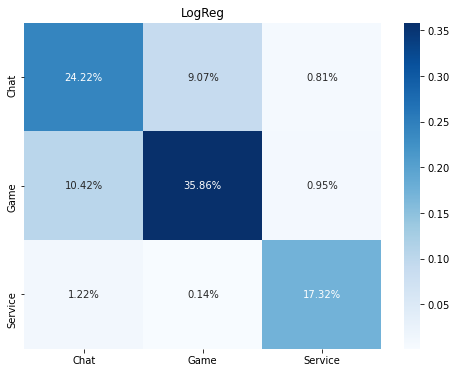 LogReg
Chat
24.22%
9.07%
0.81%
Game
10.42%
35.86%
0.95%
Service
1.22%
0.14%
17.32%
Chat
Game
Service
0.35
0.30
0.25
0.20
0.15
0.10
0.05